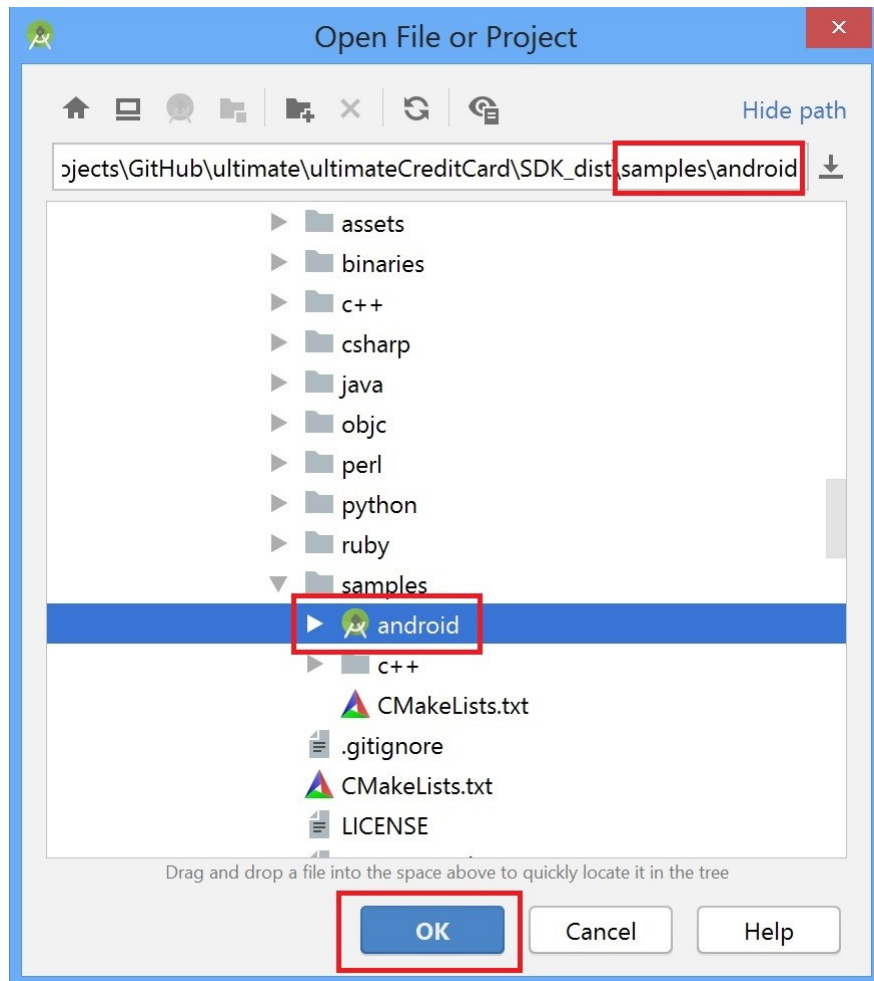 Open File or Project
Hide path
ojects\GitHub\ultimate\ultimateCreditCard\SDK_dist\samples\android
assets
binaries
c++
csharp
java
objc
perl
python
ruby
samples
android
c++
CMakeLists.txt
.gitignore
CMakeLists.txt
LICENSE
Drag and drop a file into the space above to quickly locate it in the tree
OK Cancel Help